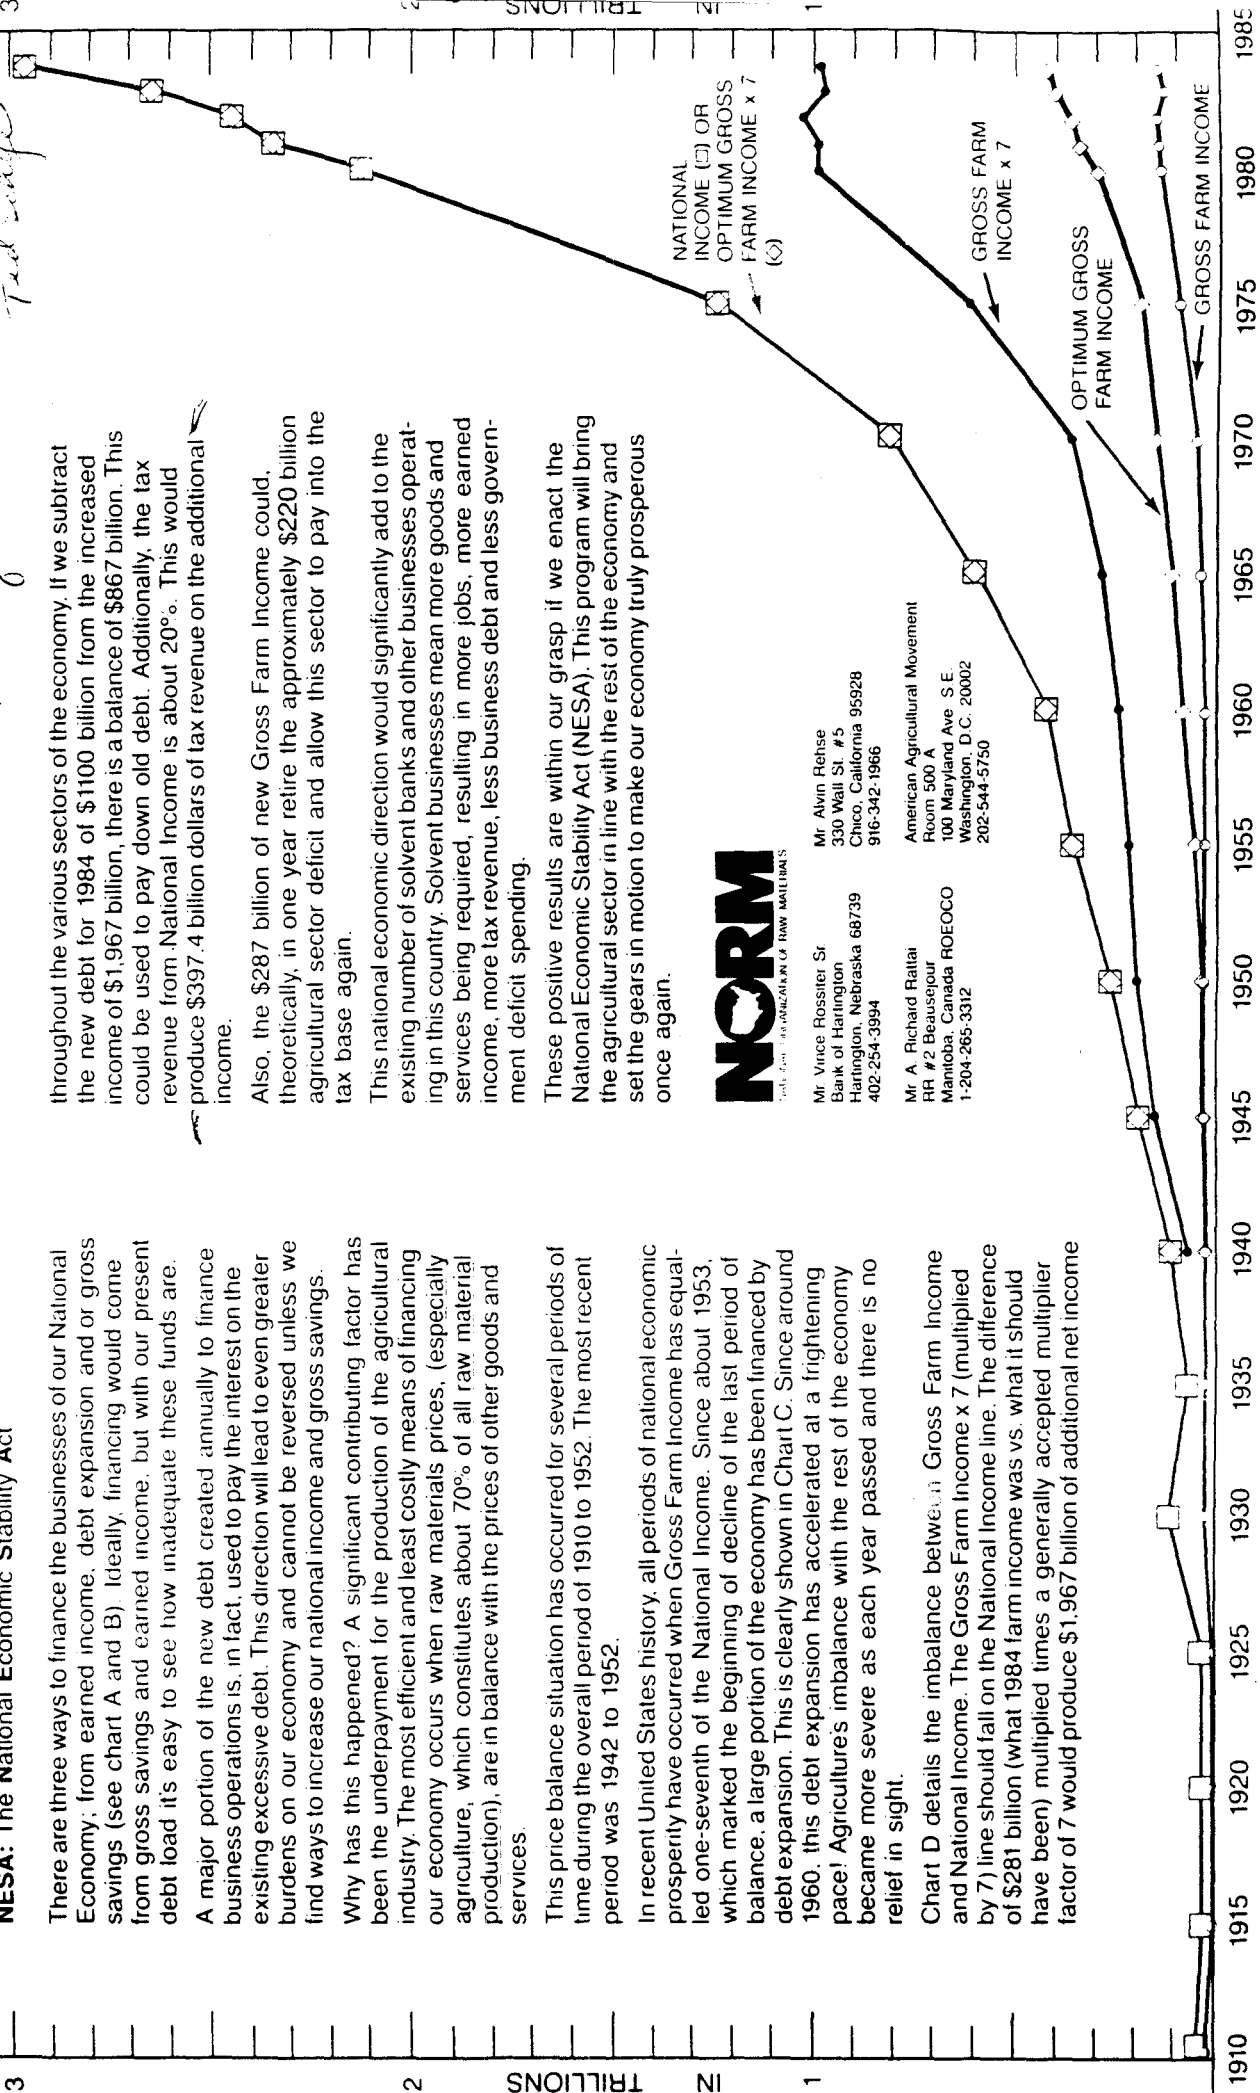 NESA: The National Economic Stability Act
There are three ways to finance the businesses of our National
Economy; from earned income, debt expansion and or gross
savings (see chart A and B). Ideally, financing would come
from gross savings and earned income, but with our present
debt load it's easy to see how inadequate these funds are.
A major portion of the new debt created annually to finance
business operations is, in fact, used to pay the interest on the
existing excessive debt. This direction will lead to even greater
burdens on our economy and cannot be reversed unless we
find ways to increase our national income and gross savings.
Why has this happened? A significant contributing factor has
been the underpayment for the production of the agricultural
industry. The most efficient and least costly means of financing
our economy occurs when raw materials prices, (especially
agriculture, which constitutes about 70% of all raw material
production), are in balance with the prices of other goods and
services.
This price balance situation has occurred for several periods of
time during the overall period of 1910 to 1952. The most recent
period was 1942 to 1952.
In recent United States history, all periods of national economic
prosperity have occurred when Gross Farm Income has equal-
led one-seventh of the National Income. Since about 1953,
which marked the beginning of decline of the last period of
balance, a large portion of the economy has been financed by
debt expansion. This is clearly shown in Chart C. Since around
1960, this debt expansion has accelerated at a frightening
pace! Agriculture's imbalance with the rest of the economy
became more severe as each year passed and there is no
relief in sight.
Chart D details the imbalance between Gross Farm Income
and National Income. The Gross Farm Income x 7 (multiplied
by 7) line should fall on the National Income line. The difference
of $281 billion (what 1984 farm income was vs. what it should
have been) multiplied times a generally accepted multiplier
factor of 7 would produce $1,967 billion of additional net income
throughout the various sectors of the economy. If we subtract
the new debt for 1984 of $1100 billion from the increased
income of $1,967 billion, there is a balance of $867 billion. This
could be used to pay down old debt. Additionally, the tax
revenue from National Income is about 20%. This would
produce $397.4 billion dollars of tax revenue on the additional
income.
Also, the $287 billion of new Gross Farm Income could,
theoretically, in one year retire the approximately $220 billion
agricultural sector deficit and allow this sector to pay into the
tax base again.
This national economic direction would significantly add to the
existing number of solvent banks and other businesses operat-
ing in this country. Solvent businesses mean more goods and
services being required, resulting in more jobs, more earned
income, more tax revenue, less business debt and less govern-
ment deficit spending.
These positive results are within our grasp if we enact the
National Economic Stability Act (NESA). This program will bring
the agricultural sector in line with the rest of the economy and
set the gears in motion to make our economy truly prosperous
once again.
NORM
ORGANIZATION OF RAW MATERIALS
Mr Vince Rossiter Sr
Bank of Hartington
Hartington, Nebraska 68739
402-254-3994
Mr A. Richard Rattai
RR #2 Beausejour
Manitoba, Canada ROEOCO
1-204-265-3312
Mr Alvin Rehse
330 Wall St. #5
Chico, California 95928
916-342-1966
American Agricultural Movement
Room 500 A
100 Maryland Ave S.E.
Washington, D.C. 20002
202-544-5750
NATIONAL
INCOME (□) OR
OPTIMUM GROSS
FARM INCOME x 7
(◇)
GROSS FARM
INCOME x 7
OPTIMUM GROSS
FARM INCOME
GROSS FARM INCOME
3
2
IN TRILLIONS
1
3
2
IN TRILLIONS
1
1910 1915 1920 1925 1930 1935 1940 1945 1950 1955 1960 1965 1970 1975 1980 1985